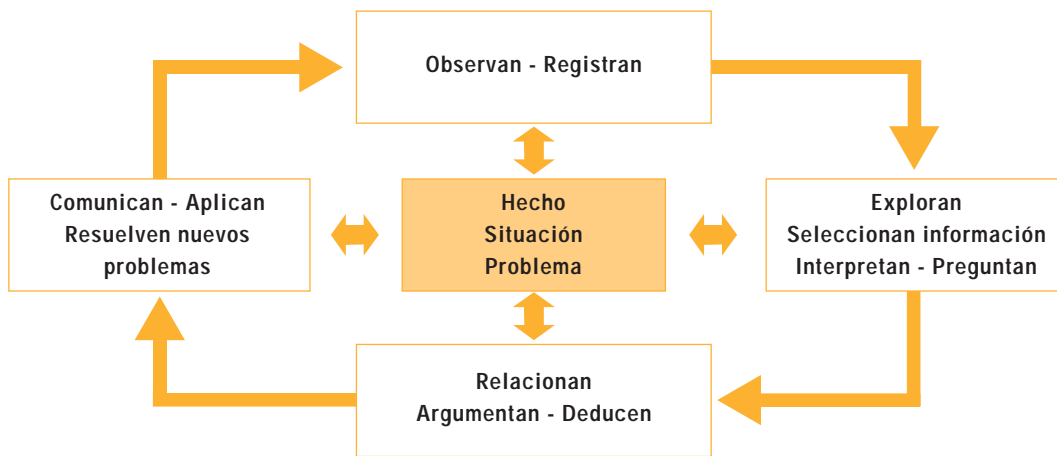 Observan - Registran
Comunican - Aplican
Resuelven nuevos
problemas
Hecho
Situación
Problema
Exploran
Seleccionan información
Interpretan - Preguntan
Relacionan
Argumentan - Deducen